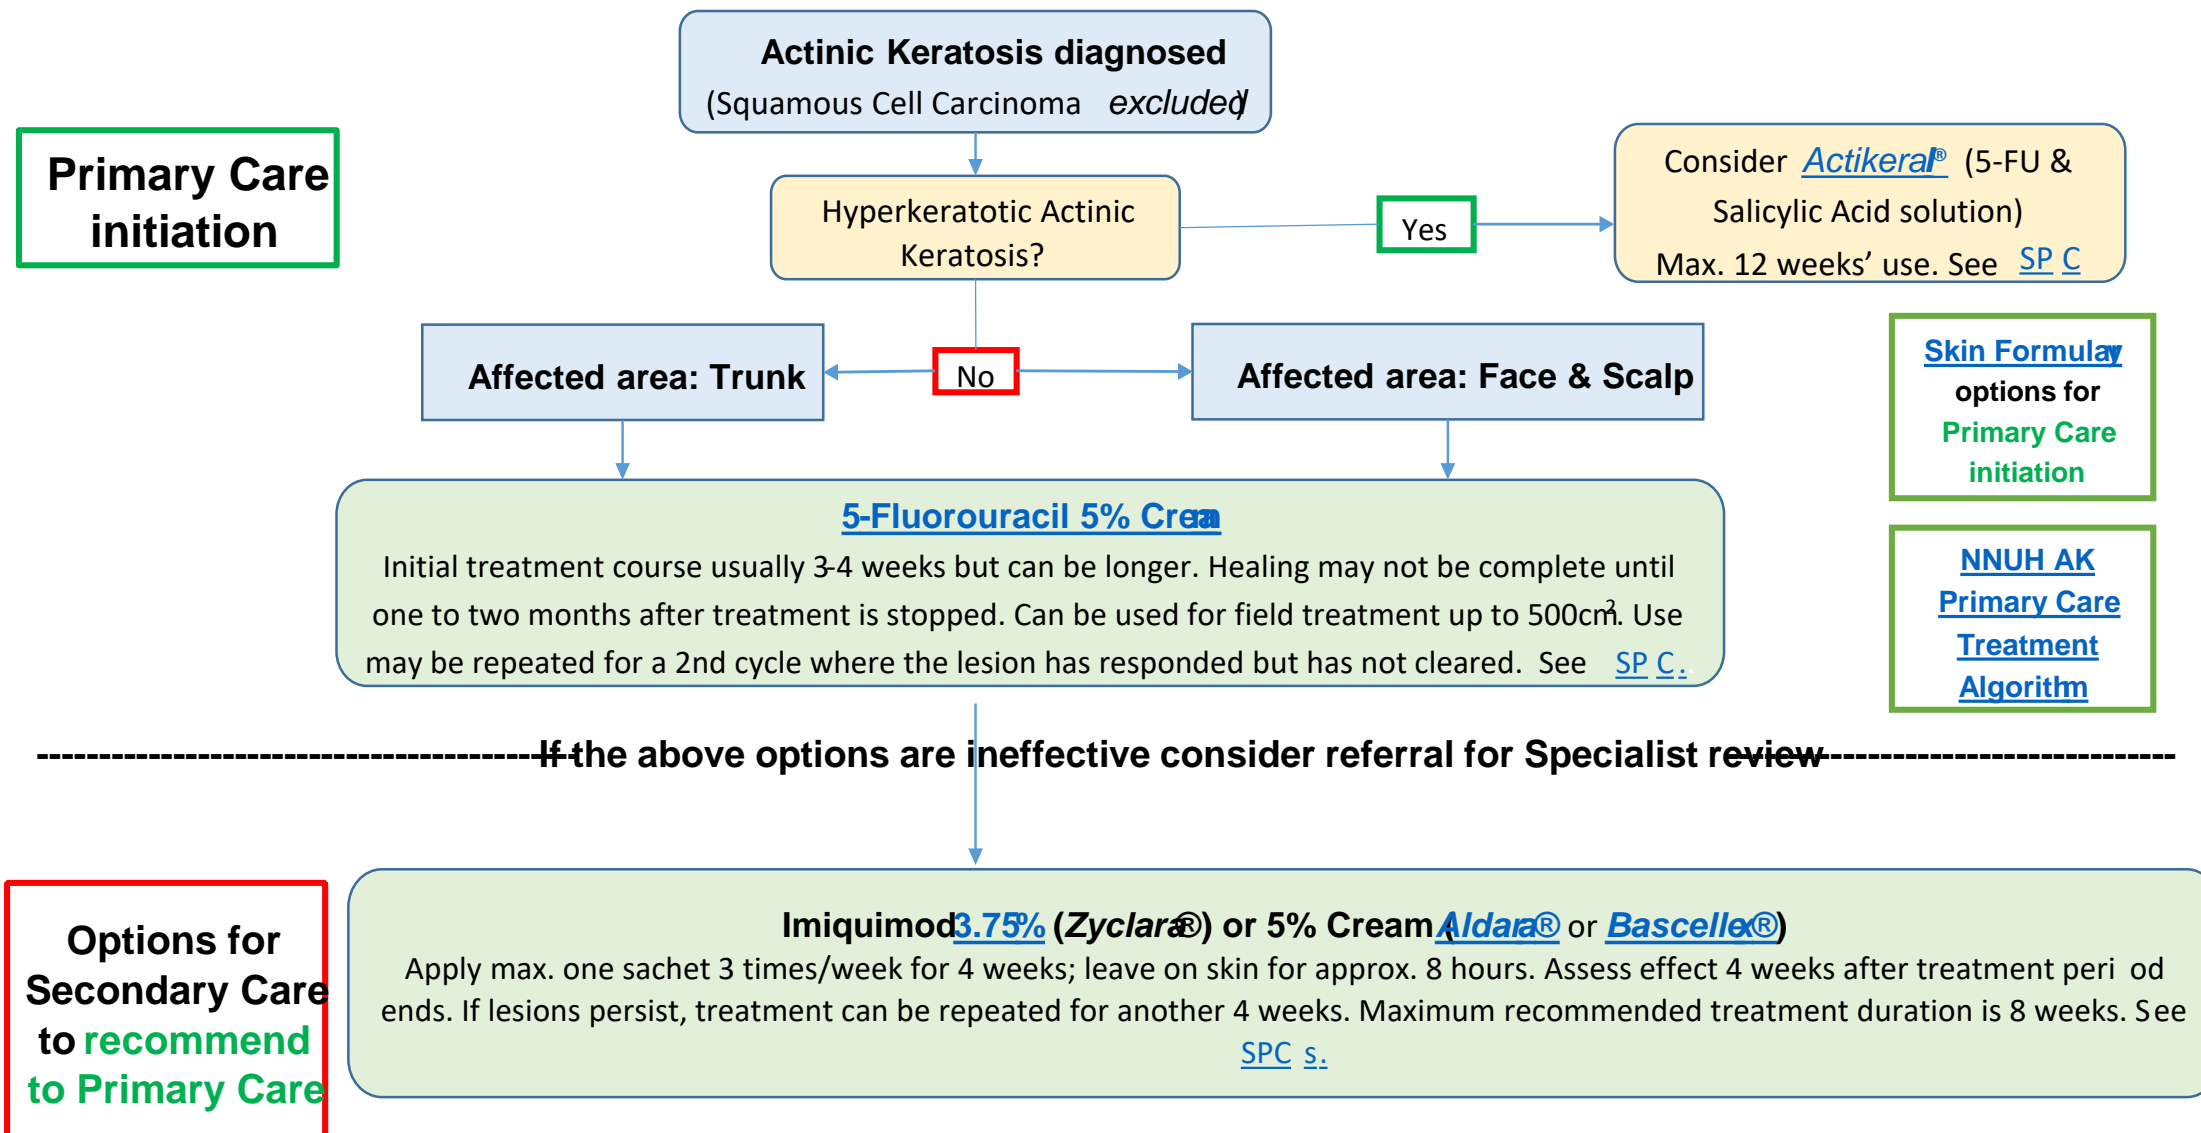 Actinic Keratosis diagnosed
(Squamous Cell Carcinoma excluded)
Primary Care
initiation
Hyperkeratotic Actinic
Keratosis?
Yes
Consider Actikeral® (5-FU &
Salicylic Acid solution)
Max. 12 weeks’ use. See SPC
Affected area: Trunk
No
Affected area: Face & Scalp
Skin Formulary
options for
Primary Care
initiation
5-Fluorouracil 5% Cream
Initial treatment course usually 3-4 weeks but can be longer. Healing may not be complete until
one to two months after treatment is stopped. Can be used for field treatment up to 500cm². Use
may be repeated for a 2nd cycle where the lesion has responded but has not cleared. See SPC.
NNUH AK
Primary Care
Treatment
Algorithm
If the above options are ineffective consider referral for Specialist review
Options for
Secondary Care
to recommend
to Primary Care
Imiquimod 3.75% (Zyclara®) or 5% Cream (Aldara® or Bascellex®)
Apply max. one sachet 3 times/week for 4 weeks; leave on skin for approx. 8 hours. Assess effect 4 weeks after treatment period
ends. If lesions persist, treatment can be repeated for another 4 weeks. Maximum recommended treatment duration is 8 weeks. See
SPCs.